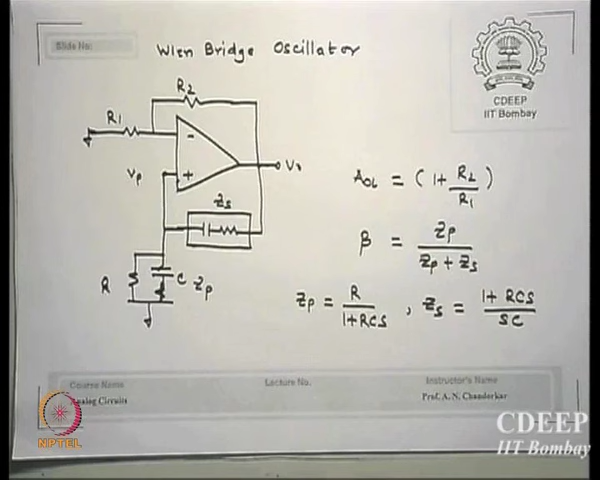 Slide No:
Wien Bridge Oscillator
CDEEP
IIT Bombay
R2
R1
-
Vp
+
Vo
Zs
R
C
Zp
AOL = (1 + R2/R1)
β = Zp/(Zp + Zs)
Zp = R/(1+RCS) , Zs = (1+RCS)/SC
Course Name
Lecture No.
Instructor's Name
Analog Circuits
Prof. A. N. Chandorkar
NPTEL
CDEEP
IIT Bombay